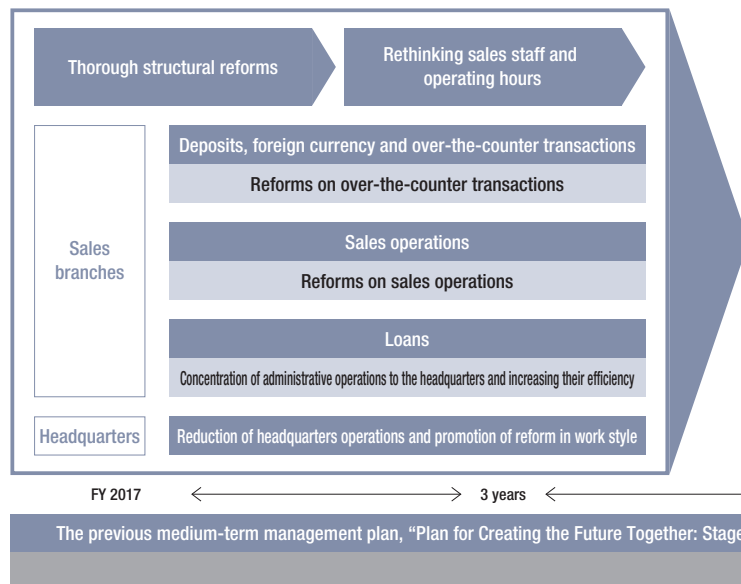 Thorough structural reforms
Rethinking sales staff and
operating hours
Sales
branches
Deposits, foreign currency and over-the-counter transactions
Reforms on over-the-counter transactions
Sales operations
Reforms on sales operations
Loans
Concentration of administrative operations to the headquarters and increasing their efficiency
Headquarters
Reduction of headquarters operations and promotion of reform in work style
FY 2017
3 years
The previous medium-term management plan, “Plan for Creating the Future Together: Stage